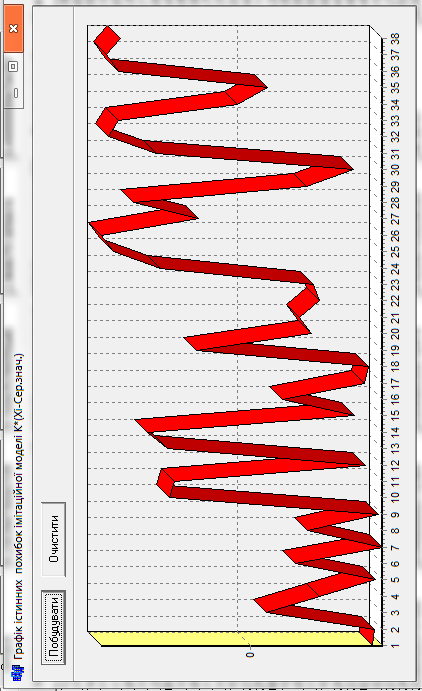 Графік істинних похибок імітаційної моделі K*(Xi-Сер.знач.)
Побудувати
Очистити
0
1 2 3 4 5 6 7 8 9 10 11 12 13 14 15 16 17 18 19 20 21 22 23 24 25 26 27 28 29 30 31 32 33 34 35 36 37 38